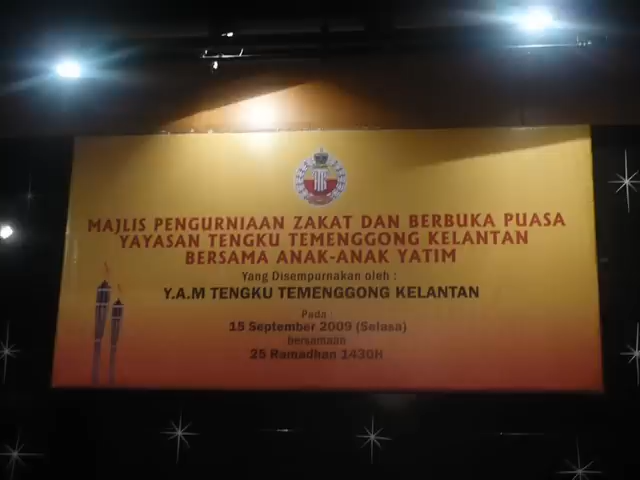 MAJLIS PENGURNIAAN ZAKAT DAN BERBUKA PUASA
YAYASAN TENGKU TEMENGGONG KELANTAN
BERSAMA ANAK-ANAK YATIM
Yang Disempurnakan oleh :
Y.A.M TENGKU TEMENGGONG KELANTAN
Pada :
15 September 2009 (Selasa)
bersamaan
25 Ramadhan 1430H